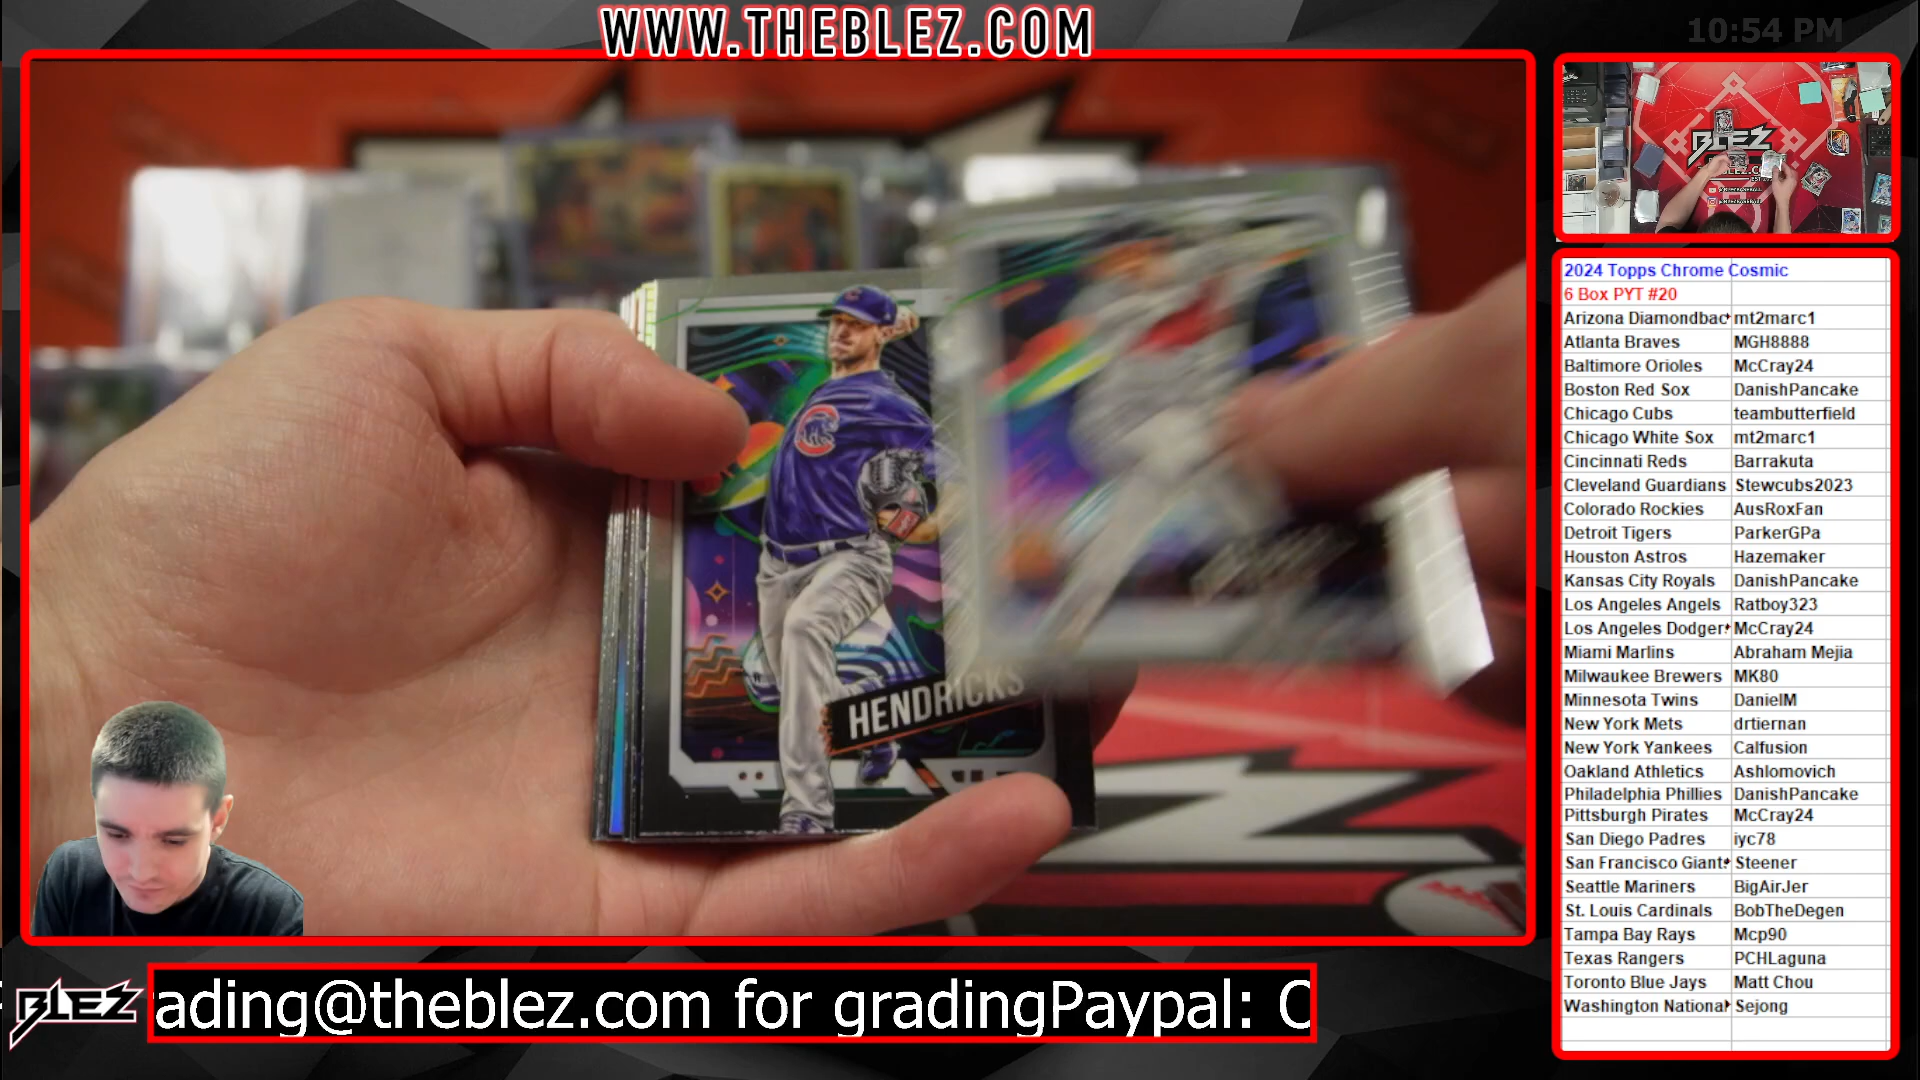 WWW.THEBLEZ.COM
10:54 PM
HENDRICKS
C
BLEZ
2024 Topps Chrome Cosmic
6 Box PYT #20
Arizona Diamondbac mt2marc1
Atlanta Braves MGH8888
Baltimore Orioles McCray24
Boston Red Sox DanishPancake
Chicago Cubs teambutterfield
Chicago White Sox mt2marc1
Cincinnati Reds Barrakuta
Cleveland Guardians Stewcubs2023
Colorado Rockies AusRoxFan
Detroit Tigers ParkerGPa
Houston Astros Hazemaker
Kansas City Royals DanishPancake
Los Angeles Angels Ratboy323
Los Angeles Dodger McCray24
Miami Marlins Abraham Mejia
Milwaukee Brewers MK80
Minnesota Twins DanielM
New York Mets drtiernan
New York Yankees Calfusion
Oakland Athletics Ashlomovich
Philadelphia Phillies DanishPancake
Pittsburgh Pirates McCray24
San Diego Padres iyc78
San Francisco Giant Steener
Seattle Mariners BigAirJer
St. Louis Cardinals BobTheDegen
Tampa Bay Rays Mcp90
Texas Rangers PCHLaguna
Toronto Blue Jays Matt Chou
Washington Nationa Sejong
BLEZ
ading@theblez.com for gradingPaypal: C